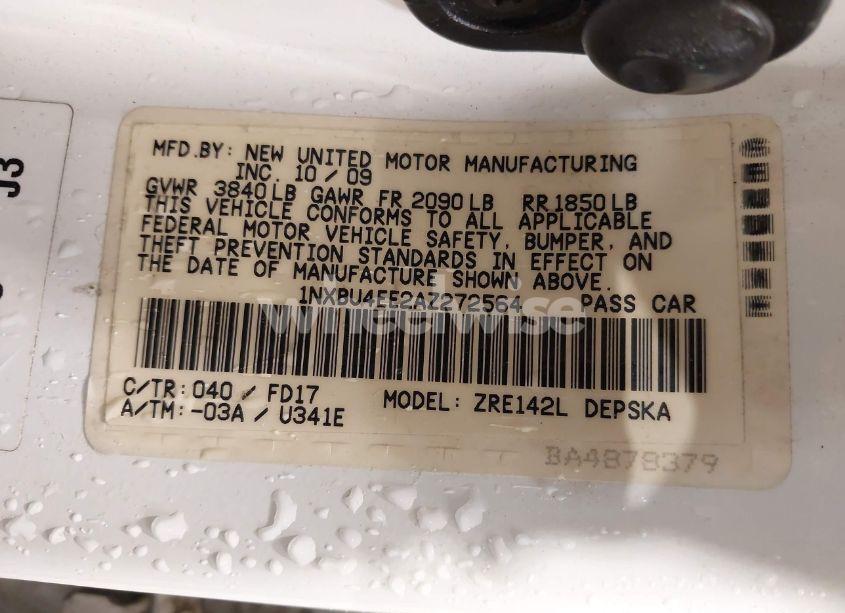 J3
MFD.BY: NEW UNITED MOTOR MANUFACTURING
INC. 10 / 09
GVWR 3840 LB GAWR FR 2090 LB RR 1850 LB
THIS VEHICLE CONFORMS TO ALL APPLICABLE
FEDERAL MOTOR VEHICLE SAFETY, BUMPER, AND
THEFT PREVENTION STANDARDS IN EFFECT ON
THE DATE OF MANUFACTURE SHOWN ABOVE.
1NXBU4EE2AZ272564 PASS CAR
wheelwise
C/TR: 040 / FD17
A/TM: -03A / U341E
MODEL: ZRE142L DEPSKA
BA4878379